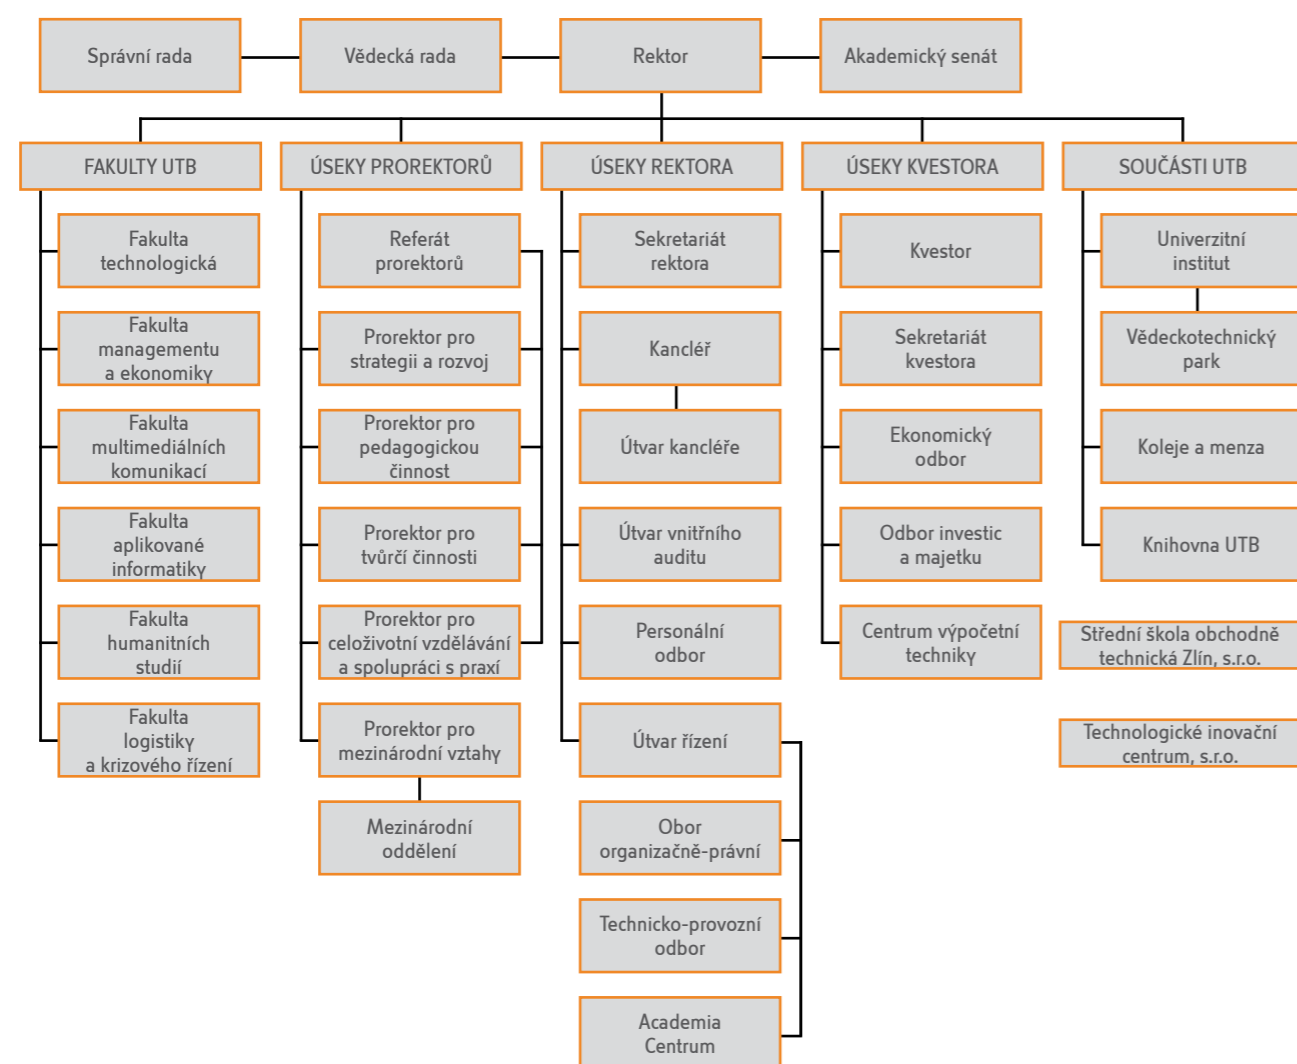 Správní rada
Vědecká rada
Rektor
Akademický senát
FAKULTY UTB
Fakulta
technologická
Fakulta
managementu
a ekonomiky
Fakulta
multimediálních
komunikací
Fakulta
aplikované
informatiky
Fakulta
humanitních
studií
Fakulta
logistiky
a krizového řízení
ÚSEKY PROREKTORŮ
Referát
prorektorů
Prorektor pro
strategii a rozvoj
Prorektor pro
pedagogickou
činnost
Prorektor pro
tvůrčí činnosti
Prorektor pro
celoživotní vzdělávání
a spolupráci s praxí
Prorektor pro
mezinárodní vztahy
Mezinárodní
oddělení
ÚSEKY REKTORA
Sekretariát
rektora
Kancléř
Útvar kancléře
Útvar vnitřního
auditu
Personální
odbor
Útvar řízení
Obor
organizačně-právní
Technicko-provozní
odbor
Academia
Centrum
ÚSEKY KVESTORA
Kvestor
Sekretariát
kvestora
Ekonomický
odbor
Odbor investic
a majetku
Centrum výpočetní
techniky
SOUČÁSTI UTB
Univerzitní
institut
Vědeckotechnický
park
Koleje a menza
Knihovna UTB
Střední škola obchodně
technická Zlín, s.r.o.
Technologické inovační
centrum, s.r.o.